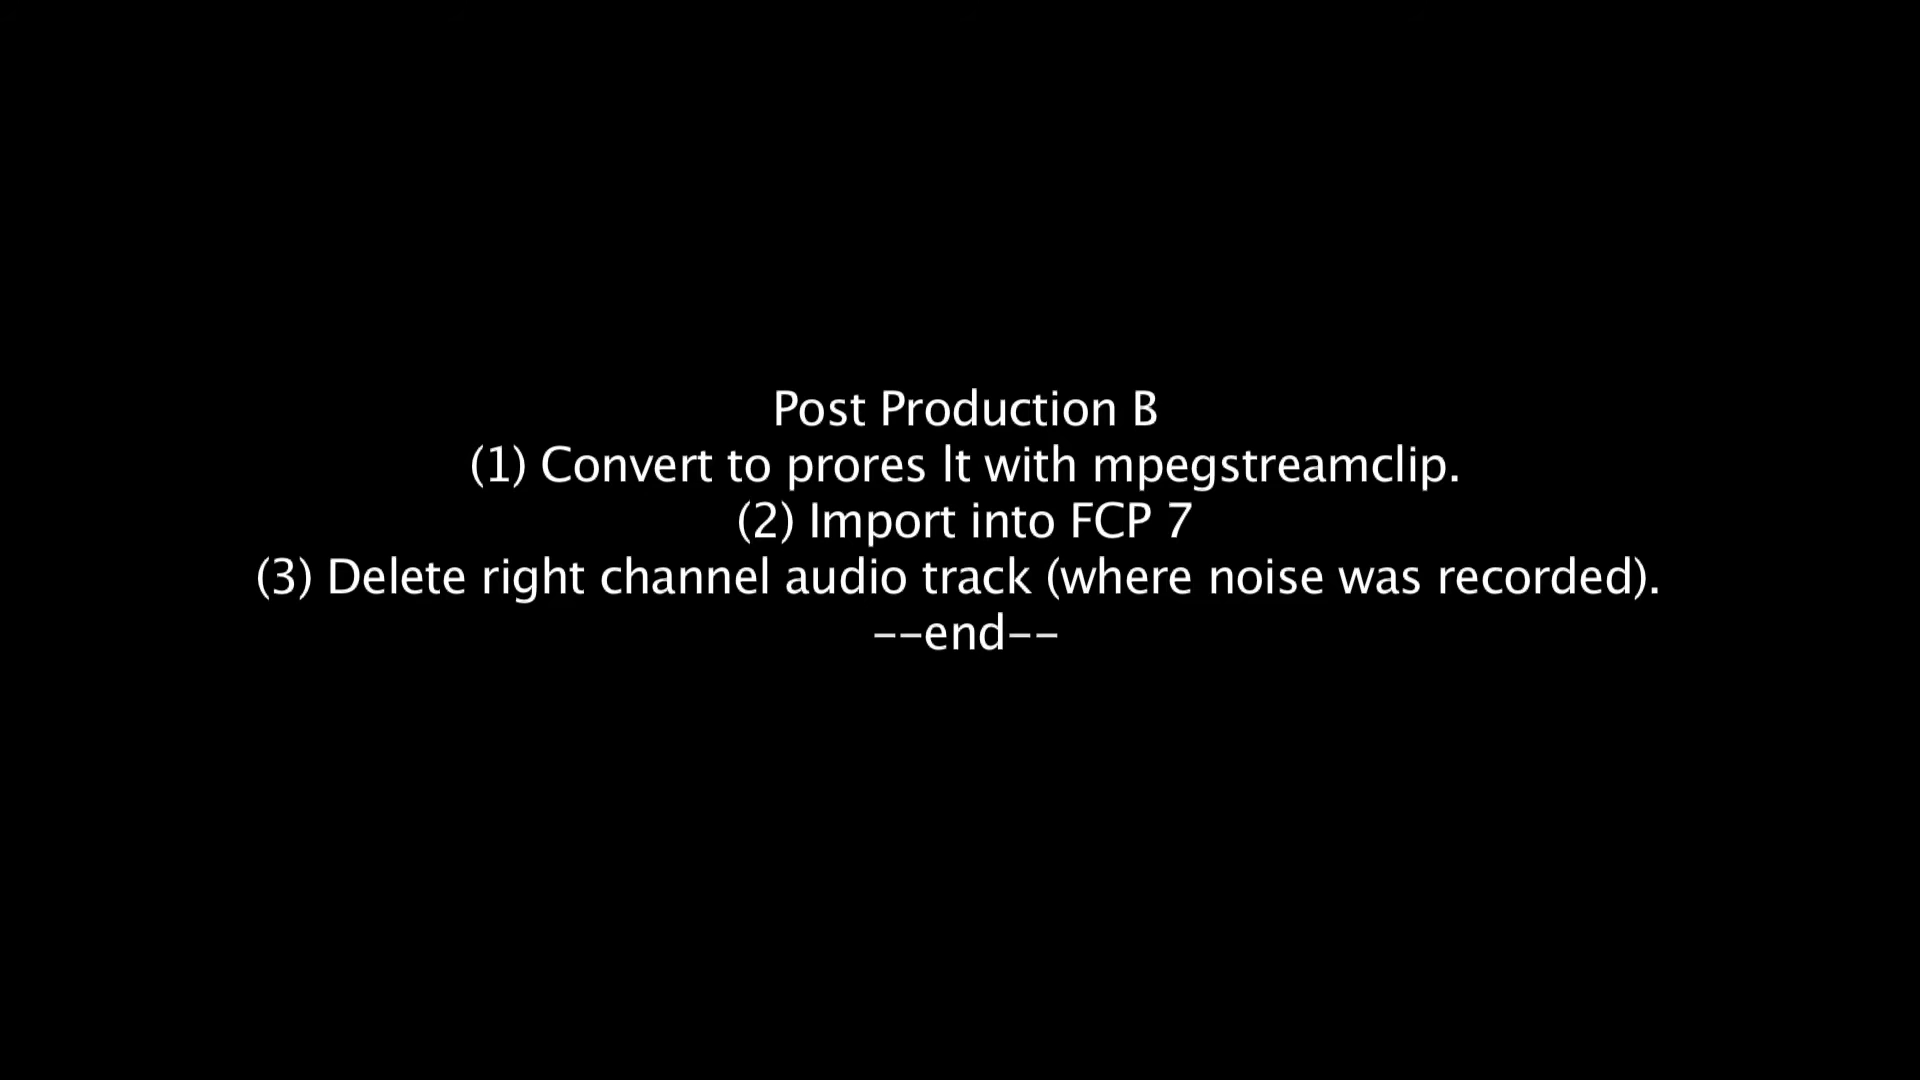 Post Production B
(1) Convert to prores lt with mpegstreamclip.
(2) Import into FCP 7
(3) Delete right channel audio track (where noise was recorded).
--end--